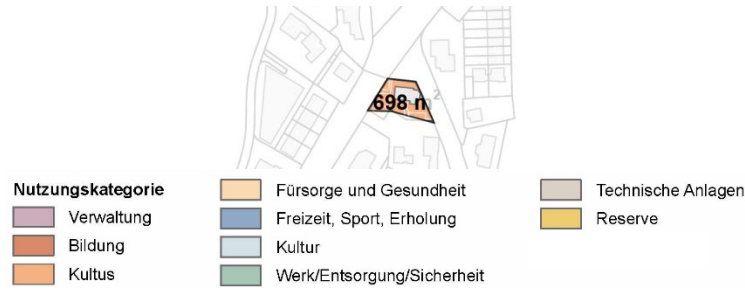 698 m²
Nutzungskategorie
Verwaltung
Bildung
Kultus
Fürsorge und Gesundheit
Freizeit, Sport, Erholung
Kultur
Werk/Entsorgung/Sicherheit
Technische Anlagen
Reserve